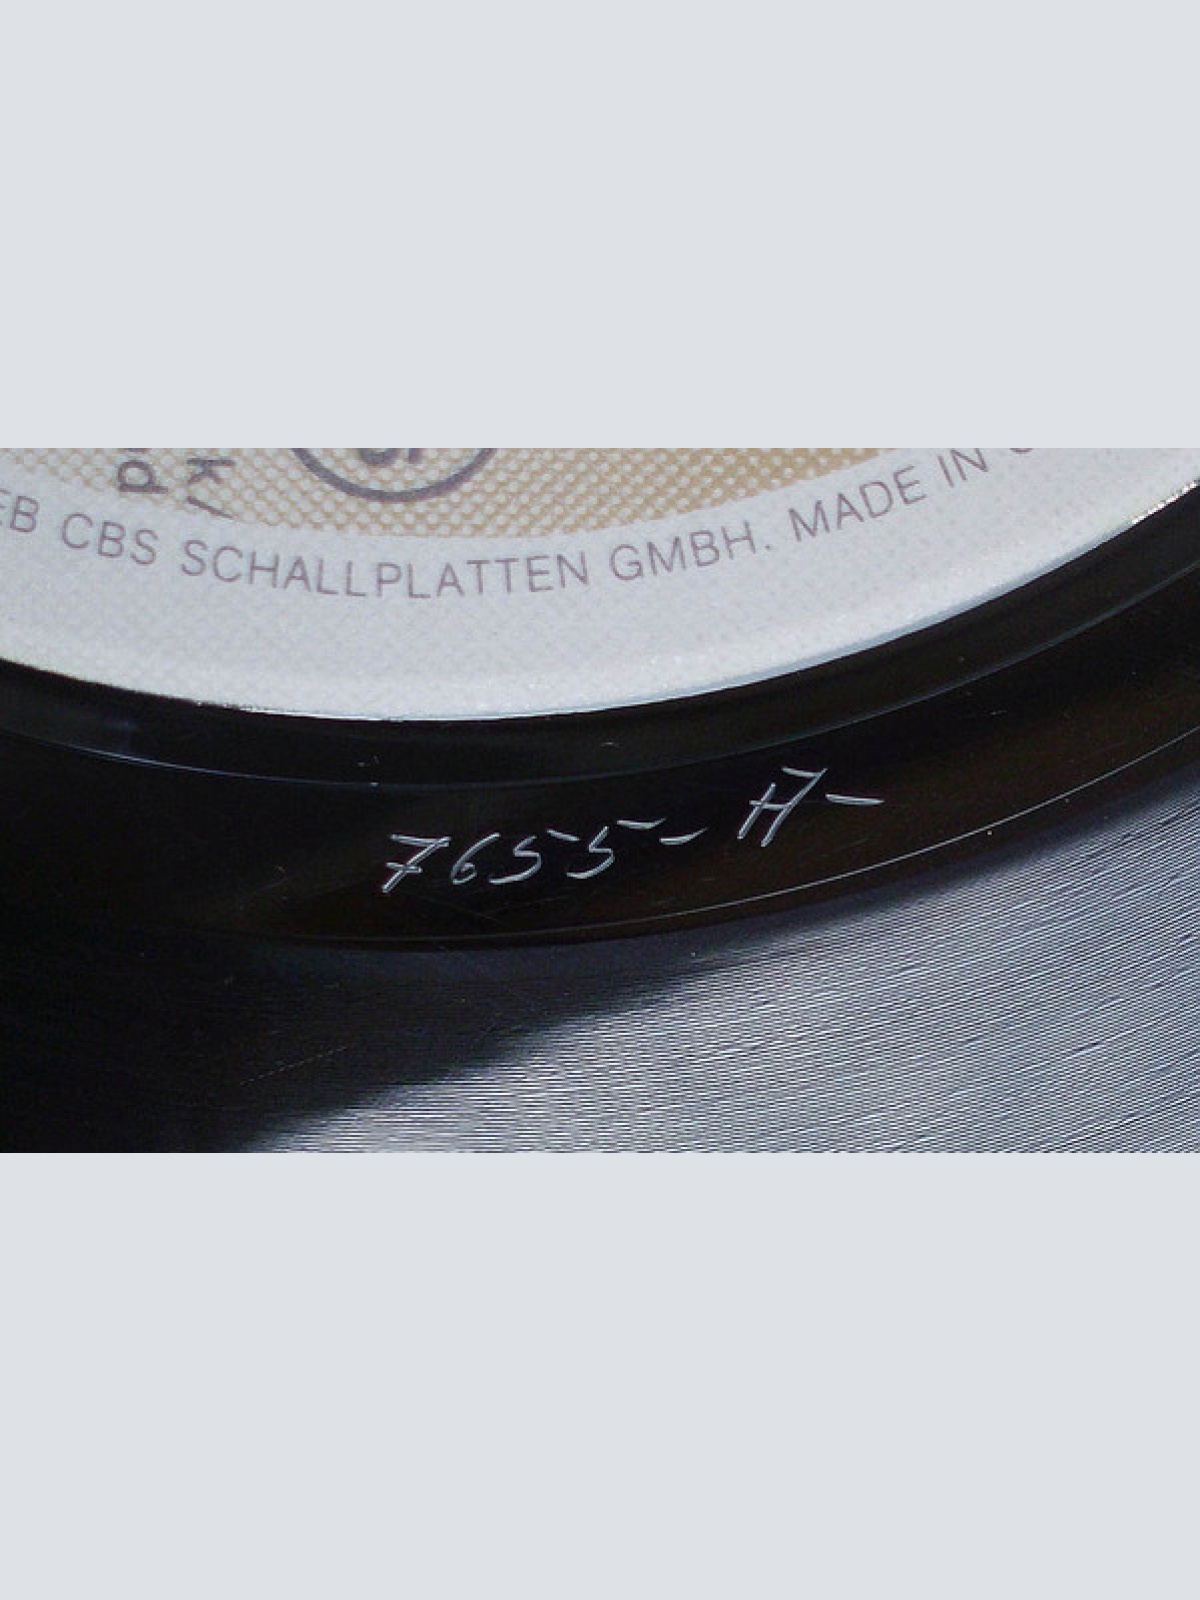 EB CBS SCHALLPLATTEN GMBH. MADE IN
7655-A-